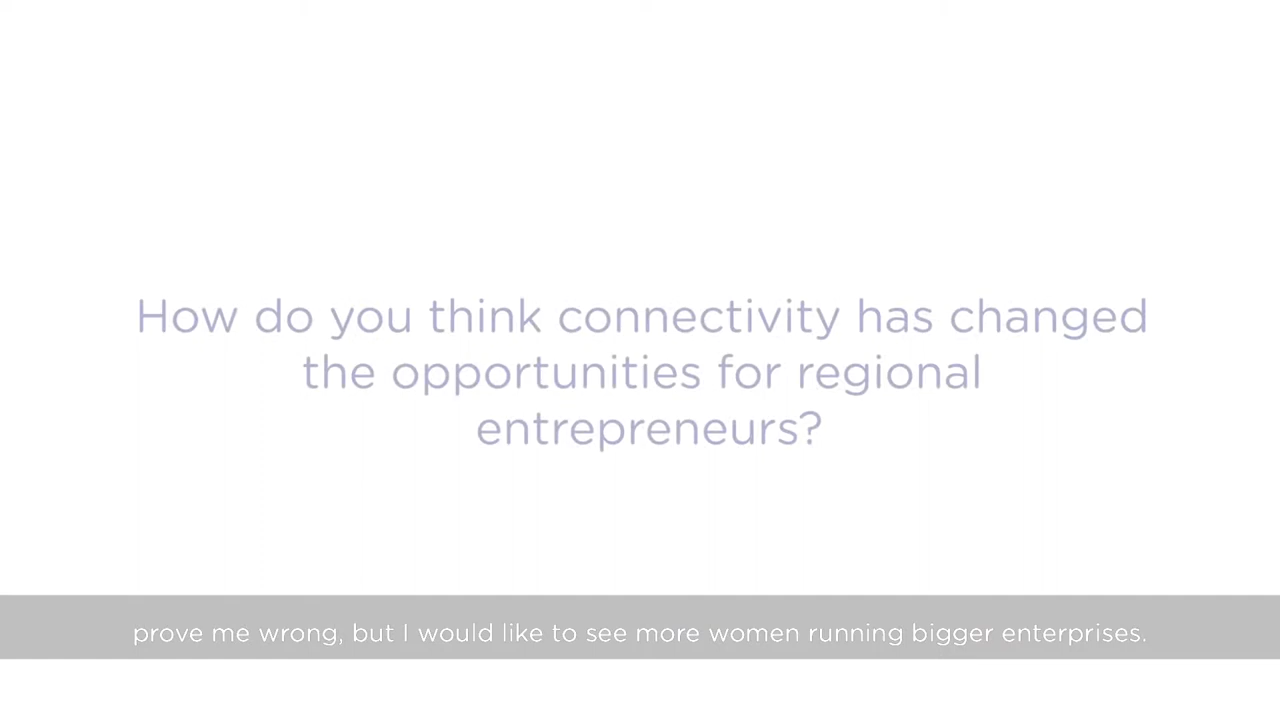 How do you think connectivity has changed
the opportunities for regional
entrepreneurs?
prove me wrong, but I would like to see more women running bigger enterprises.